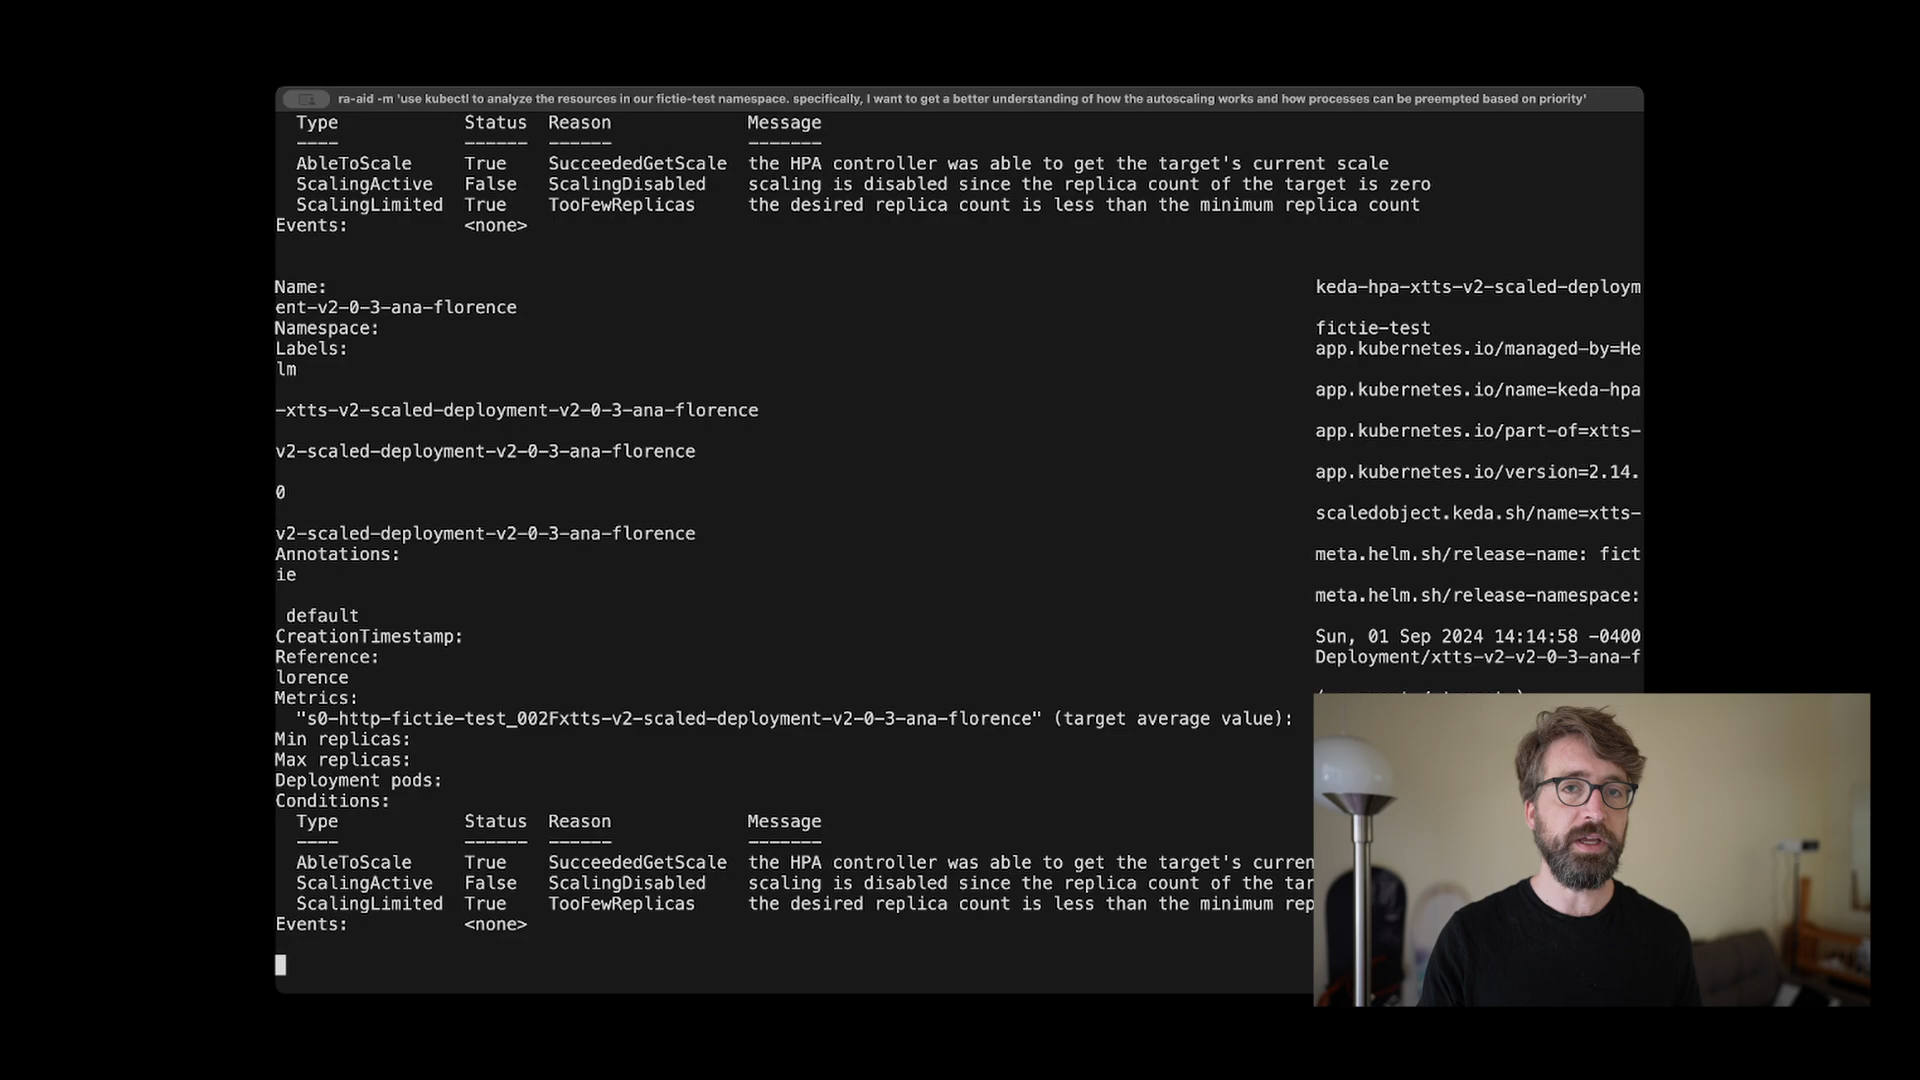 ra-aid -m 'use kubectl to analyze the resources in our fictie-test namespace. specifically, I want to get a better understanding of how the autoscaling works and how processes can be preempted based on priority'
Type Status Reason Message
---- ------ ------ -------
AbleToScale True SucceededGetScale the HPA controller was able to get the target's current scale
ScalingActive False ScalingDisabled scaling is disabled since the replica count of the target is zero
ScalingLimited True TooFewReplicas the desired replica count is less than the minimum replica count
Events: <none>
Name: keda-hpa-xtts-v2-scaled-deploym
ent-v2-0-3-ana-florence
Namespace: fictie-test
Labels: app.kubernetes.io/managed-by=He
lm
app.kubernetes.io/name=keda-hpa
-xtts-v2-scaled-deployment-v2-0-3-ana-florence
app.kubernetes.io/part-of=xtts-
v2-scaled-deployment-v2-0-3-ana-florence
app.kubernetes.io/version=2.14.
0
scaledobject.keda.sh/name=xtts-
v2-scaled-deployment-v2-0-3-ana-florence
Annotations: meta.helm.sh/release-name: fict
ie
meta.helm.sh/release-namespace:
default
CreationTimestamp: Sun, 01 Sep 2024 14:14:58 -0400
Reference: Deployment/xtts-v2-v2-0-3-ana-f
lorence
Metrics:
"s0-http-fictie-test_002Fxtts-v2-scaled-deployment-v2-0-3-ana-florence" (target average value):
Min replicas:
Max replicas:
Deployment pods:
Conditions:
Type Status Reason Message
---- ------ ------ -------
AbleToScale True SucceededGetScale the HPA controller was able to get the target's curren
ScalingActive False ScalingDisabled scaling is disabled since the replica count of the tar
ScalingLimited True TooFewReplicas the desired replica count is less than the minimum rep
Events: <none>